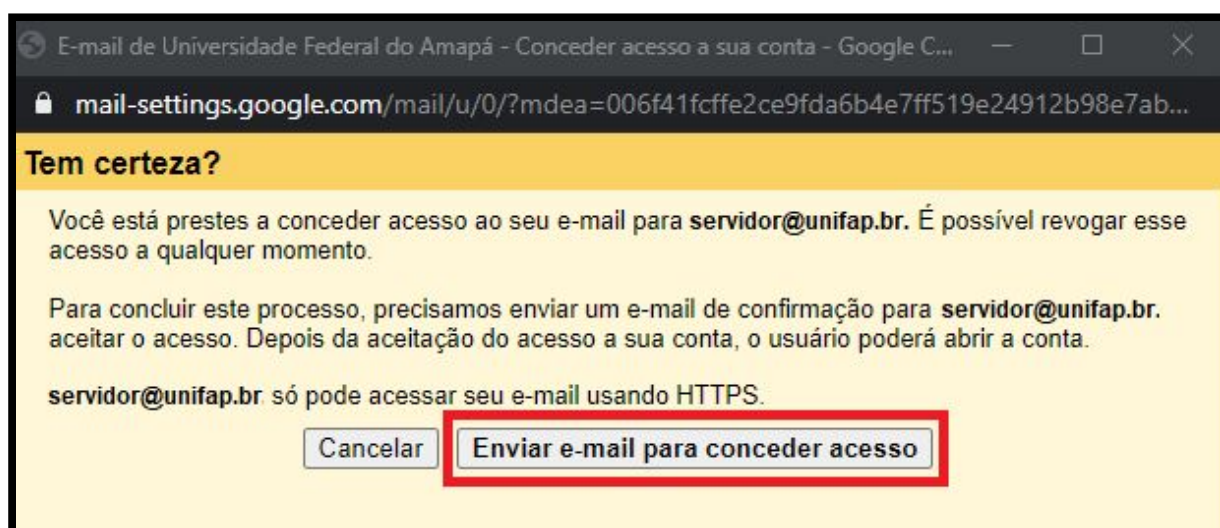 E-mail de Universidade Federal do Amapá - Conceder acesso a sua conta - Google C...
mail-settings.google.com/mail/u/0/?mdea=006f41fcffe2ce9fda6b4e7ff519e24912b98e7ab...
Tem certeza?
Você está prestes a conceder acesso ao seu e-mail para servidor@unifap.br. É possível revogar esse
acesso a qualquer momento.
Para concluir este processo, precisamos enviar um e-mail de confirmação para servidor@unifap.br.
aceitar o acesso. Depois da aceitação do acesso a sua conta, o usuário poderá abrir a conta.
servidor@unifap.br só pode acessar seu e-mail usando HTTPS.
Cancelar Enviar e-mail para conceder acesso